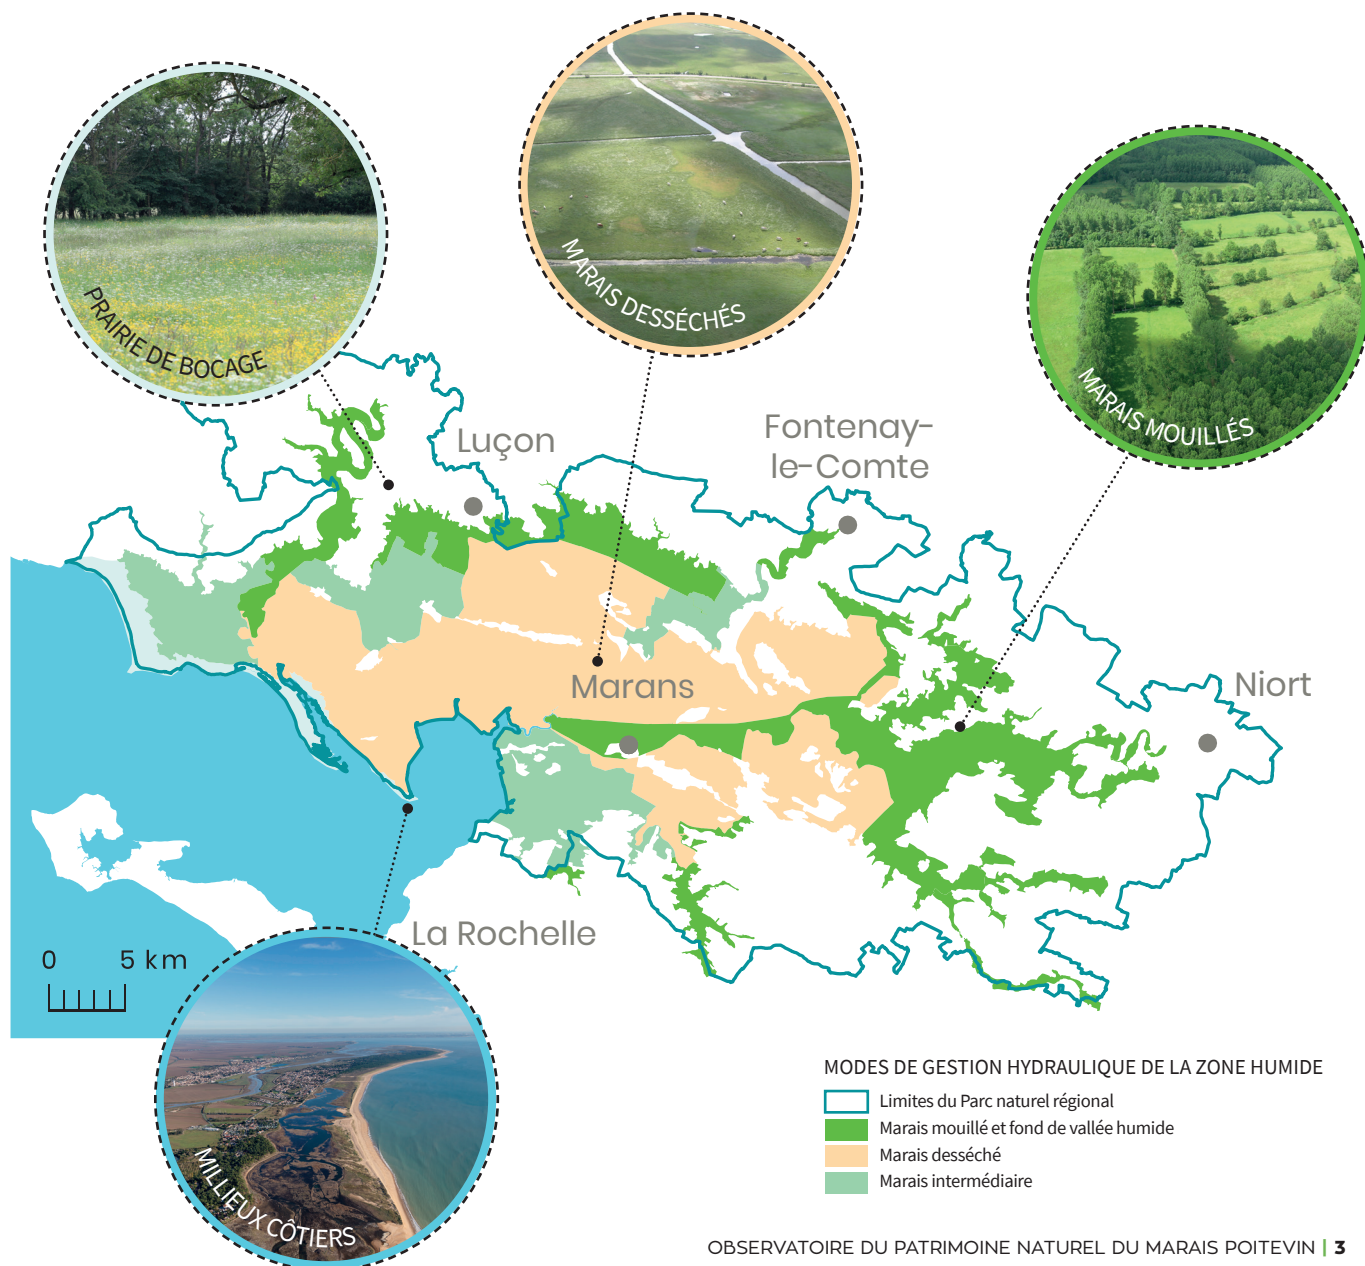 PRAIRIE DE BOCAGE
MARAIS DESSÉCHÉS
MARAIS MOUILLÉS
Luçon
Fontenay-
le-Comte
Marans
Niort
La Rochelle
0 5 km
MILLIEUX CÔTIERS
MODES DE GESTION HYDRAULIQUE DE LA ZONE HUMIDE
Limites du Parc naturel régional
Marais mouillé et fond de vallée humide
Marais desséché
Marais intermédiaire
OBSERVATOIRE DU PATRIMOINE NATUREL DU MARAIS POITEVIN | 3